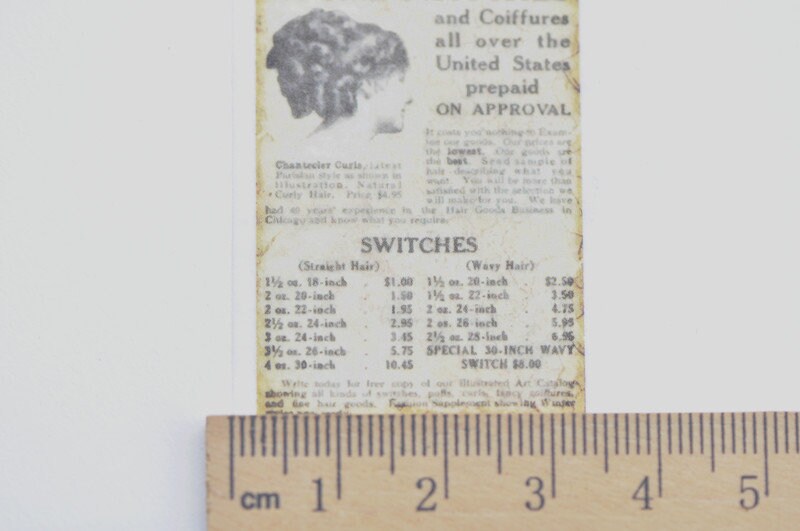 and Coiffures
all over the
United States
prepaid
ON APPROVAL
It costs you nothing to Exam-
ine our goods. Our prices are
the lowest. Our goods are
the best. Send sample of
hair describing what you
want. You will be more than
satisfied with the selection we
will make for you. We have
Chantecler Curls, latest
Parisian style as shown in
Illustration. Natural
Curly Hair. Price $4.95
had 40 years' experience in the Hair Goods Business in
Chicago and know what you require.
SWITCHES
(Straight Hair)
1½ oz. 18-inch $1.00
2 oz. 20-inch 1.50
2 oz. 22-inch 1.95
2½ oz. 24-inch 2.95
3 oz. 24-inch 3.45
3½ oz. 26-inch 5.75
4 oz. 30-inch 10.45
(Wavy Hair)
1½ oz. 20-inch $2.50
1½ oz. 22-inch 3.50
2 oz. 24-inch 4.75
2 oz. 26-inch 5.95
2½ oz. 28-inch 6.95
SPECIAL 30-INCH WAVY
SWITCH $8.00
Write today for free copy of our Illustrated Art Catalog
showing all kinds of switches, puffs, curls, fancy coiffures,
and fine hair goods. Fashion Supplement showing Winter
cm 1 2 3 4 5